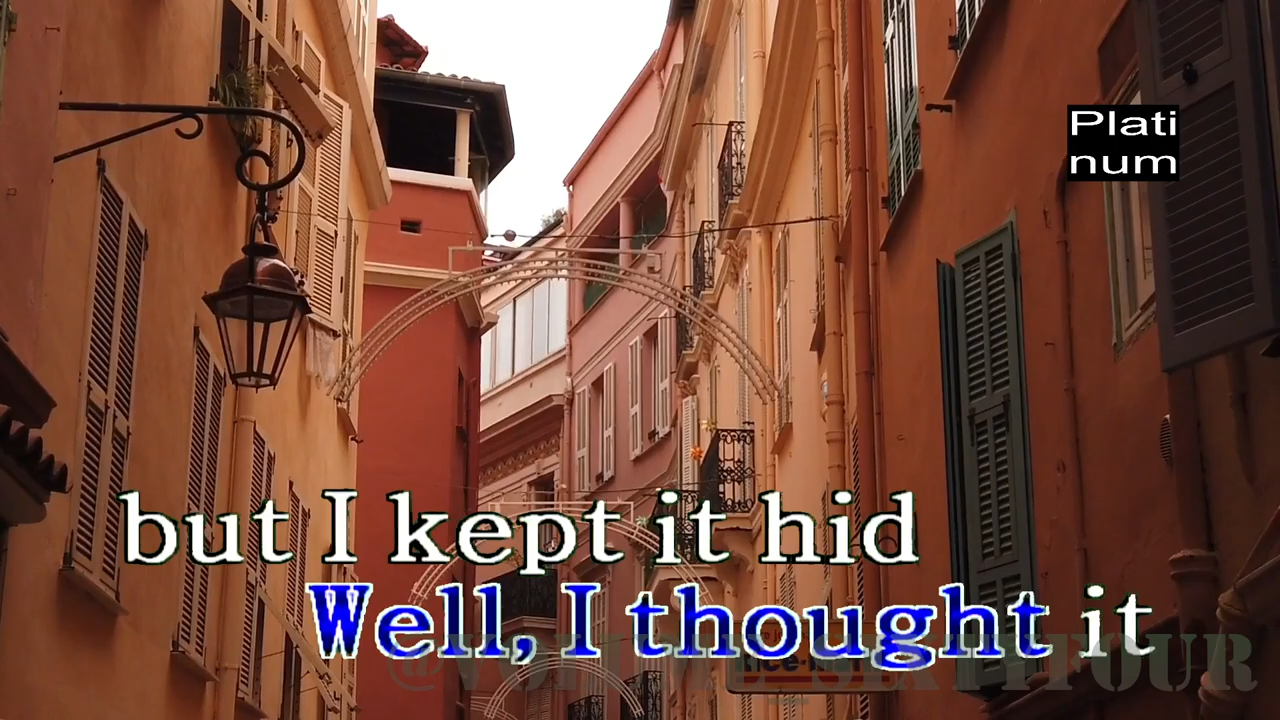 Plati
num
but I kept it hid
Well, I thought it